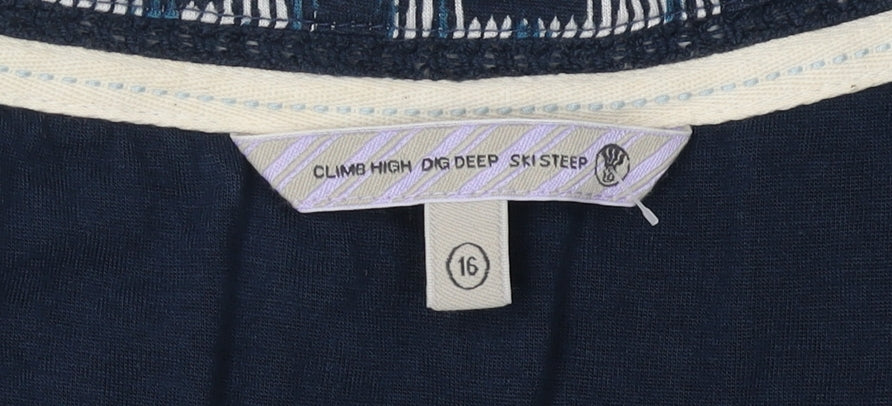 CLIMB HIGH DIG DEEP SKI STEEP
16